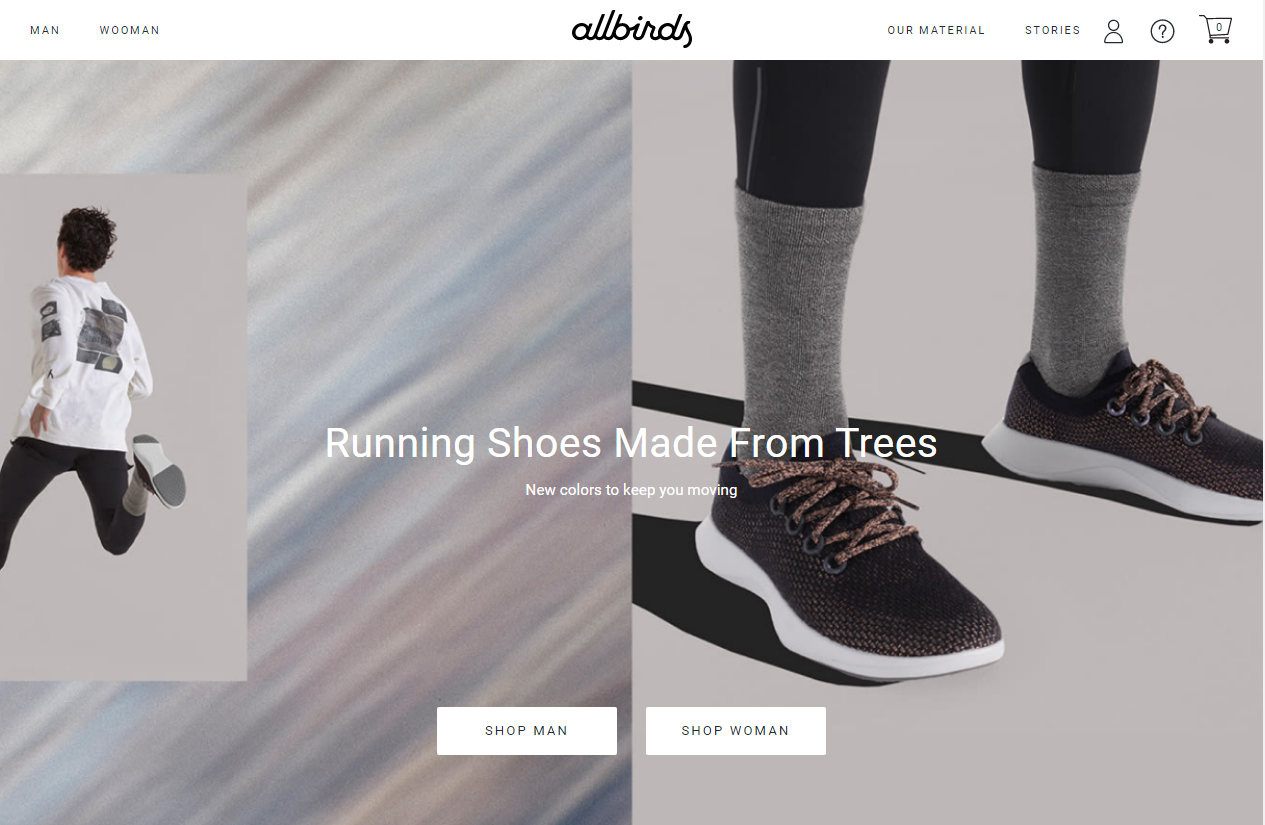 MAN
WOOMAN
allbirds
OUR MATERIAL
STORIES
?
0
Running Shoes Made From Trees
New colors to keep you moving
SHOP MAN
SHOP WOMAN